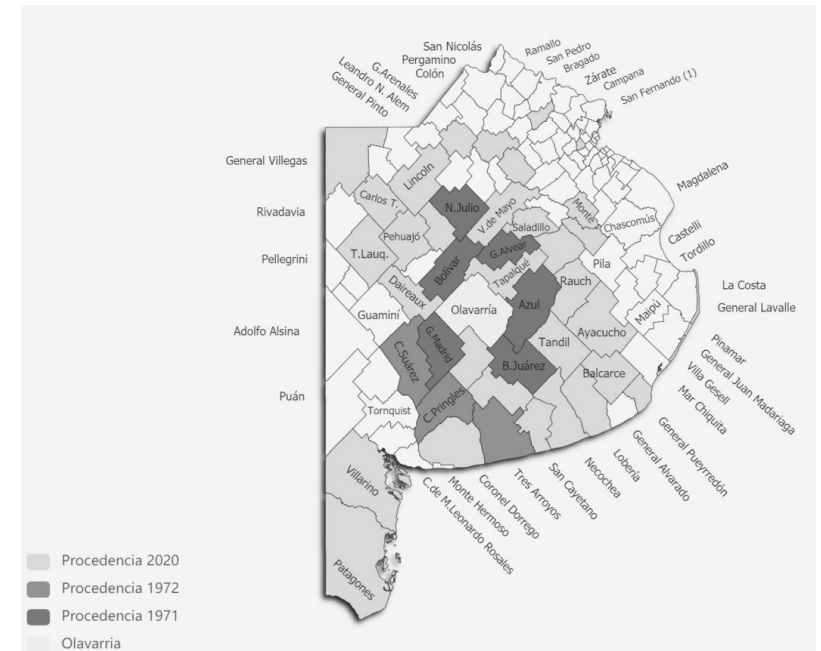 San Nicolás
Pergamino
Colón
G.Arenales
Leandro N. Alem
General Pinto
Ramallo
San Pedro
Bragado
Zárate
Campana
San Fernando (1)
General Villegas
Rivadavia
Pellegrini
Adolfo Alsina
Puán
Magdalena
Castelli
Tordillo
La Costa
General Lavalle
Pinamar
General Juan Madariaga
Villa Gesell
Mar Chiquita
General Pueyrredón
General Alvarado
Lobería
Necochea
San Cayetano
Tres Arroyos
Coronel Dorrego
Monte Hermoso
C.de M.Leonardo Rosales
Lincoln
Carlos T.
N.Julio
V.de Mayo
Saladillo
Monte
Chascomús
Pehuajó
T.Lauq.
Bolívar
G.Alvear
Tapalqué
Pila
Rauch
Daireaux
Guaminí
Olavarría
Azul
Maipú
Ayacucho
Tandil
G.Madrid
C.Suárez
B.Juárez
Balcarce
C.Pringles
Tornquist
Villarino
Patagones
Procedencia 2020
Procedencia 1972
Procedencia 1971
Olavarria